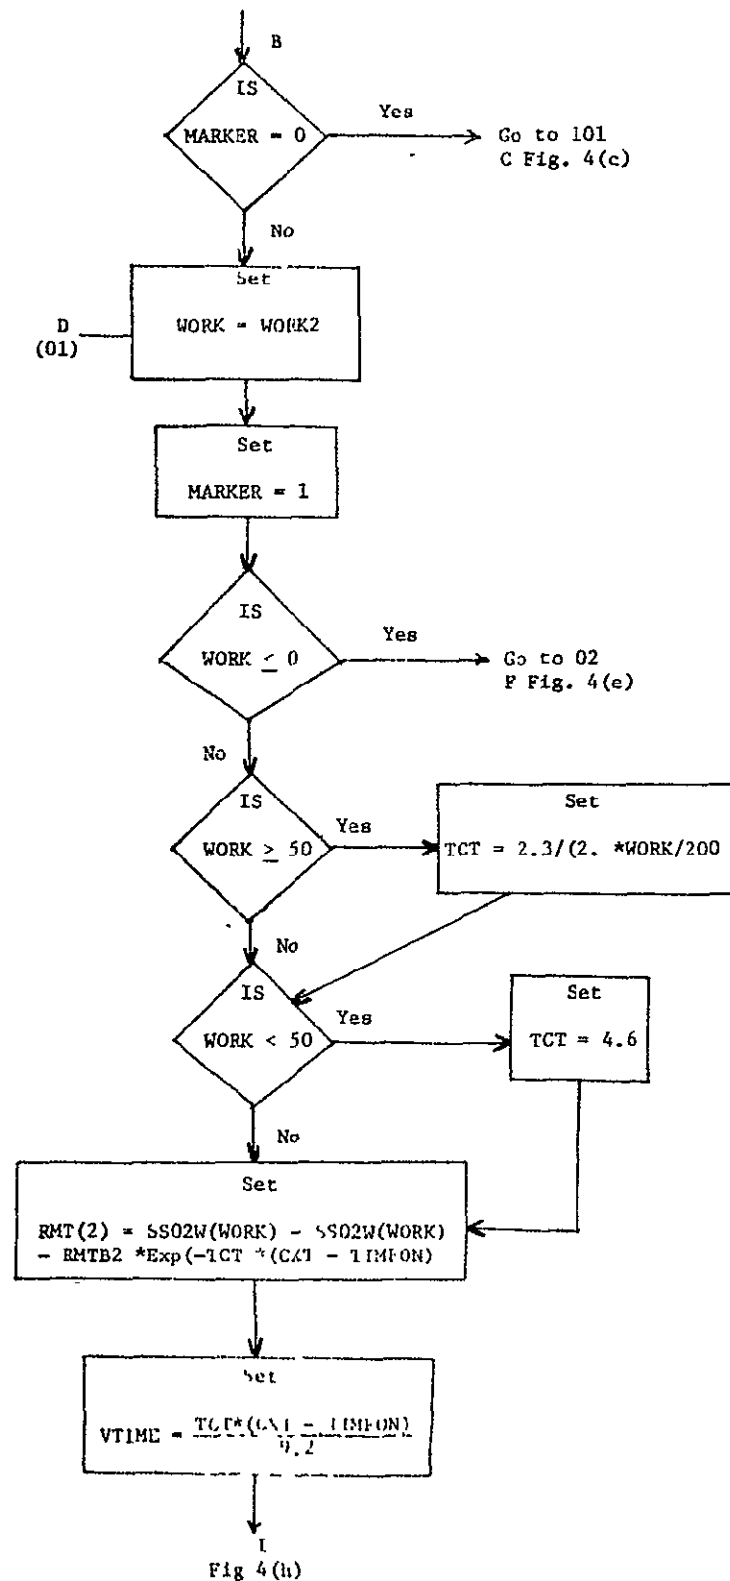 B
IS
MARKER = 0
Yes
Go to 101
C Fig. 4(c)
No
Set
WORK = WORK2
D
(01)
Set
MARKER = 1
IS
WORK ≤ 0
Yes
Go to 02
F Fig. 4(e)
No
IS
WORK ≥ 50
Yes
Set
TCT = 2.3/(2. *WORK/200
No
IS
WORK < 50
Yes
Set
TCT = 4.6
No
Set
RMT(2) = SSO2W(WORK) - SSO2W(WORK)
- RMTB2 *Exp(-TCT *( - TIMEON)
Set
VTIME = TCT*( - TIMEON)
9.2
Fig 4(h)